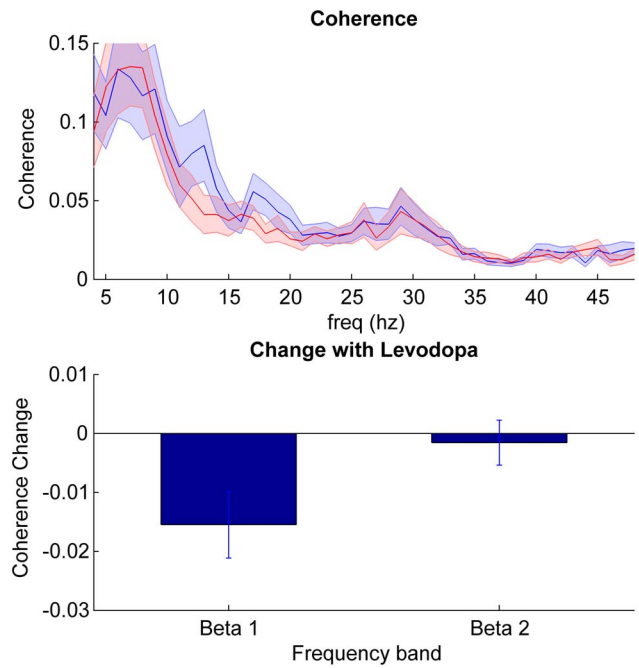 Coherence
0.15
0.1
0.05
0
Coherence
5 10 15 20 25 30 35 40 45
freq (hz)
Change with Levodopa
0.01
0
-0.01
-0.02
-0.03
Coherence Change
Beta 1 Beta 2
Frequency band